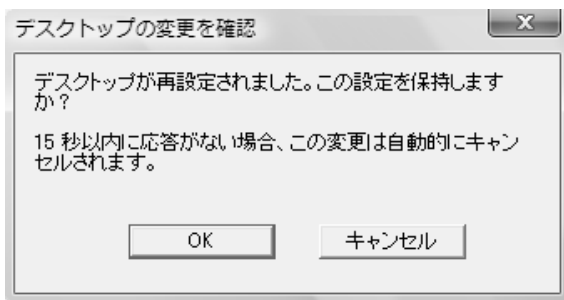 デスクトップの変更を確認
デスクトップが再設定されました。この設定を保持します
か?
15 秒以内に応答がない場合、この変更は自動的にキャン
セルされます。
OK
キャンセル